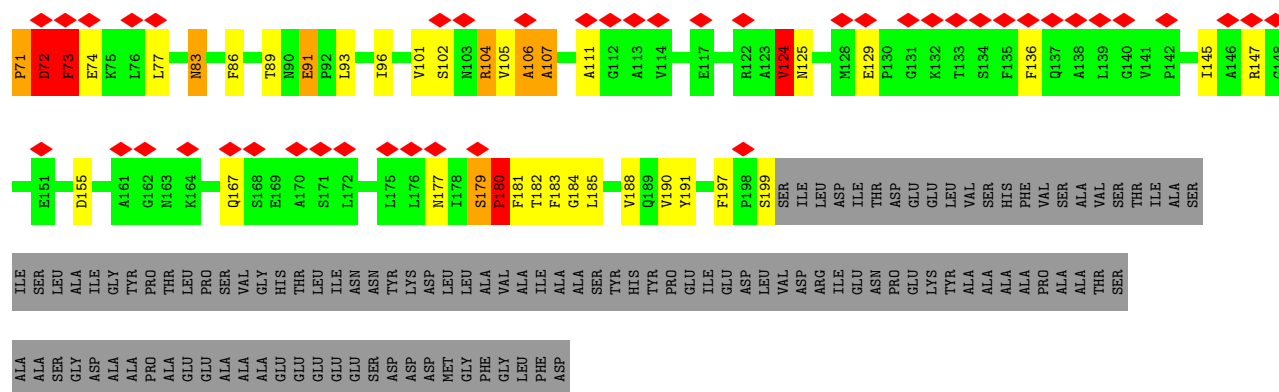 P71 D72 F73 E74 K75 L76 L77 N83 F86 T89 N90 E91 P92 L93 I96 V101 S102 N103 R104 V105 A106 A107 A111 G112 A113 V114 E117 R122 A123 V124 N125 M128 E129 P130 G131 K132 T133 S134 F135 F136 Q137 A138 L139 G140 V141 P142 I145 A146 R147 G148
E151 D155 A161 G162 N163 K164 Q167 S168 E169 A170 S171 L172 L175 L176 N177 I178 S179 P180 F181 T182 F183 G184 L185 V188 Q189 V190 Y191 F197 P198 S199 SER ILE LEU ASP ILE THR ASP GLU GLU LEU VAL SER HIS PHE VAL SER ALA VAL SER THR ILE ALA SER
ILE SER LEU ALA ILE GLY TYR PRO THR LEU PRO SER VAL GLY HIS THR LEU ILE ASN ASN TYR LYS ASP LEU LEU ALA VAL ALA ILE ALA ALA SER TYR HIS TYR PRO GLU ILE GLU ASP LEU VAL ASP ARG ILE GLU ASN PRO GLU LYS TYR ALA ALA ALA ALA PRO ALA ALA THR SER
ALA ALA SER GLY ASP ALA ALA PRO ALA GLU GLU ALA ALA ALA GLU GLU GLU GLU GLU SER ASP ASP ASP MET GLY PHE GLY LEU PHE ASP